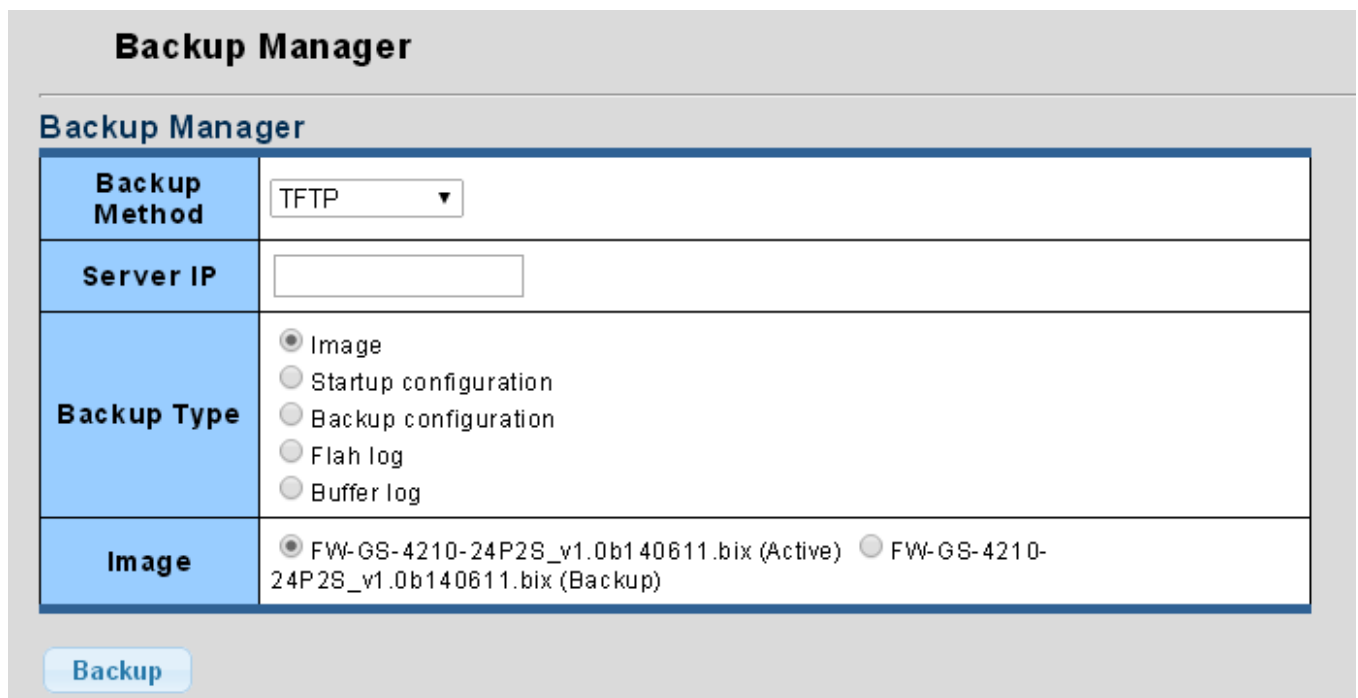 Backup Manager
Backup Manager
Backup
Method
TFTP
Server IP
Backup Type
Image
Startup configuration
Backup configuration
Flah log
Buffer log
Image
FW-GS-4210-24P2S_v1.0b140611.bix (Active) FW-GS-4210-
24P2S_v1.0b140611.bix (Backup)
Backup